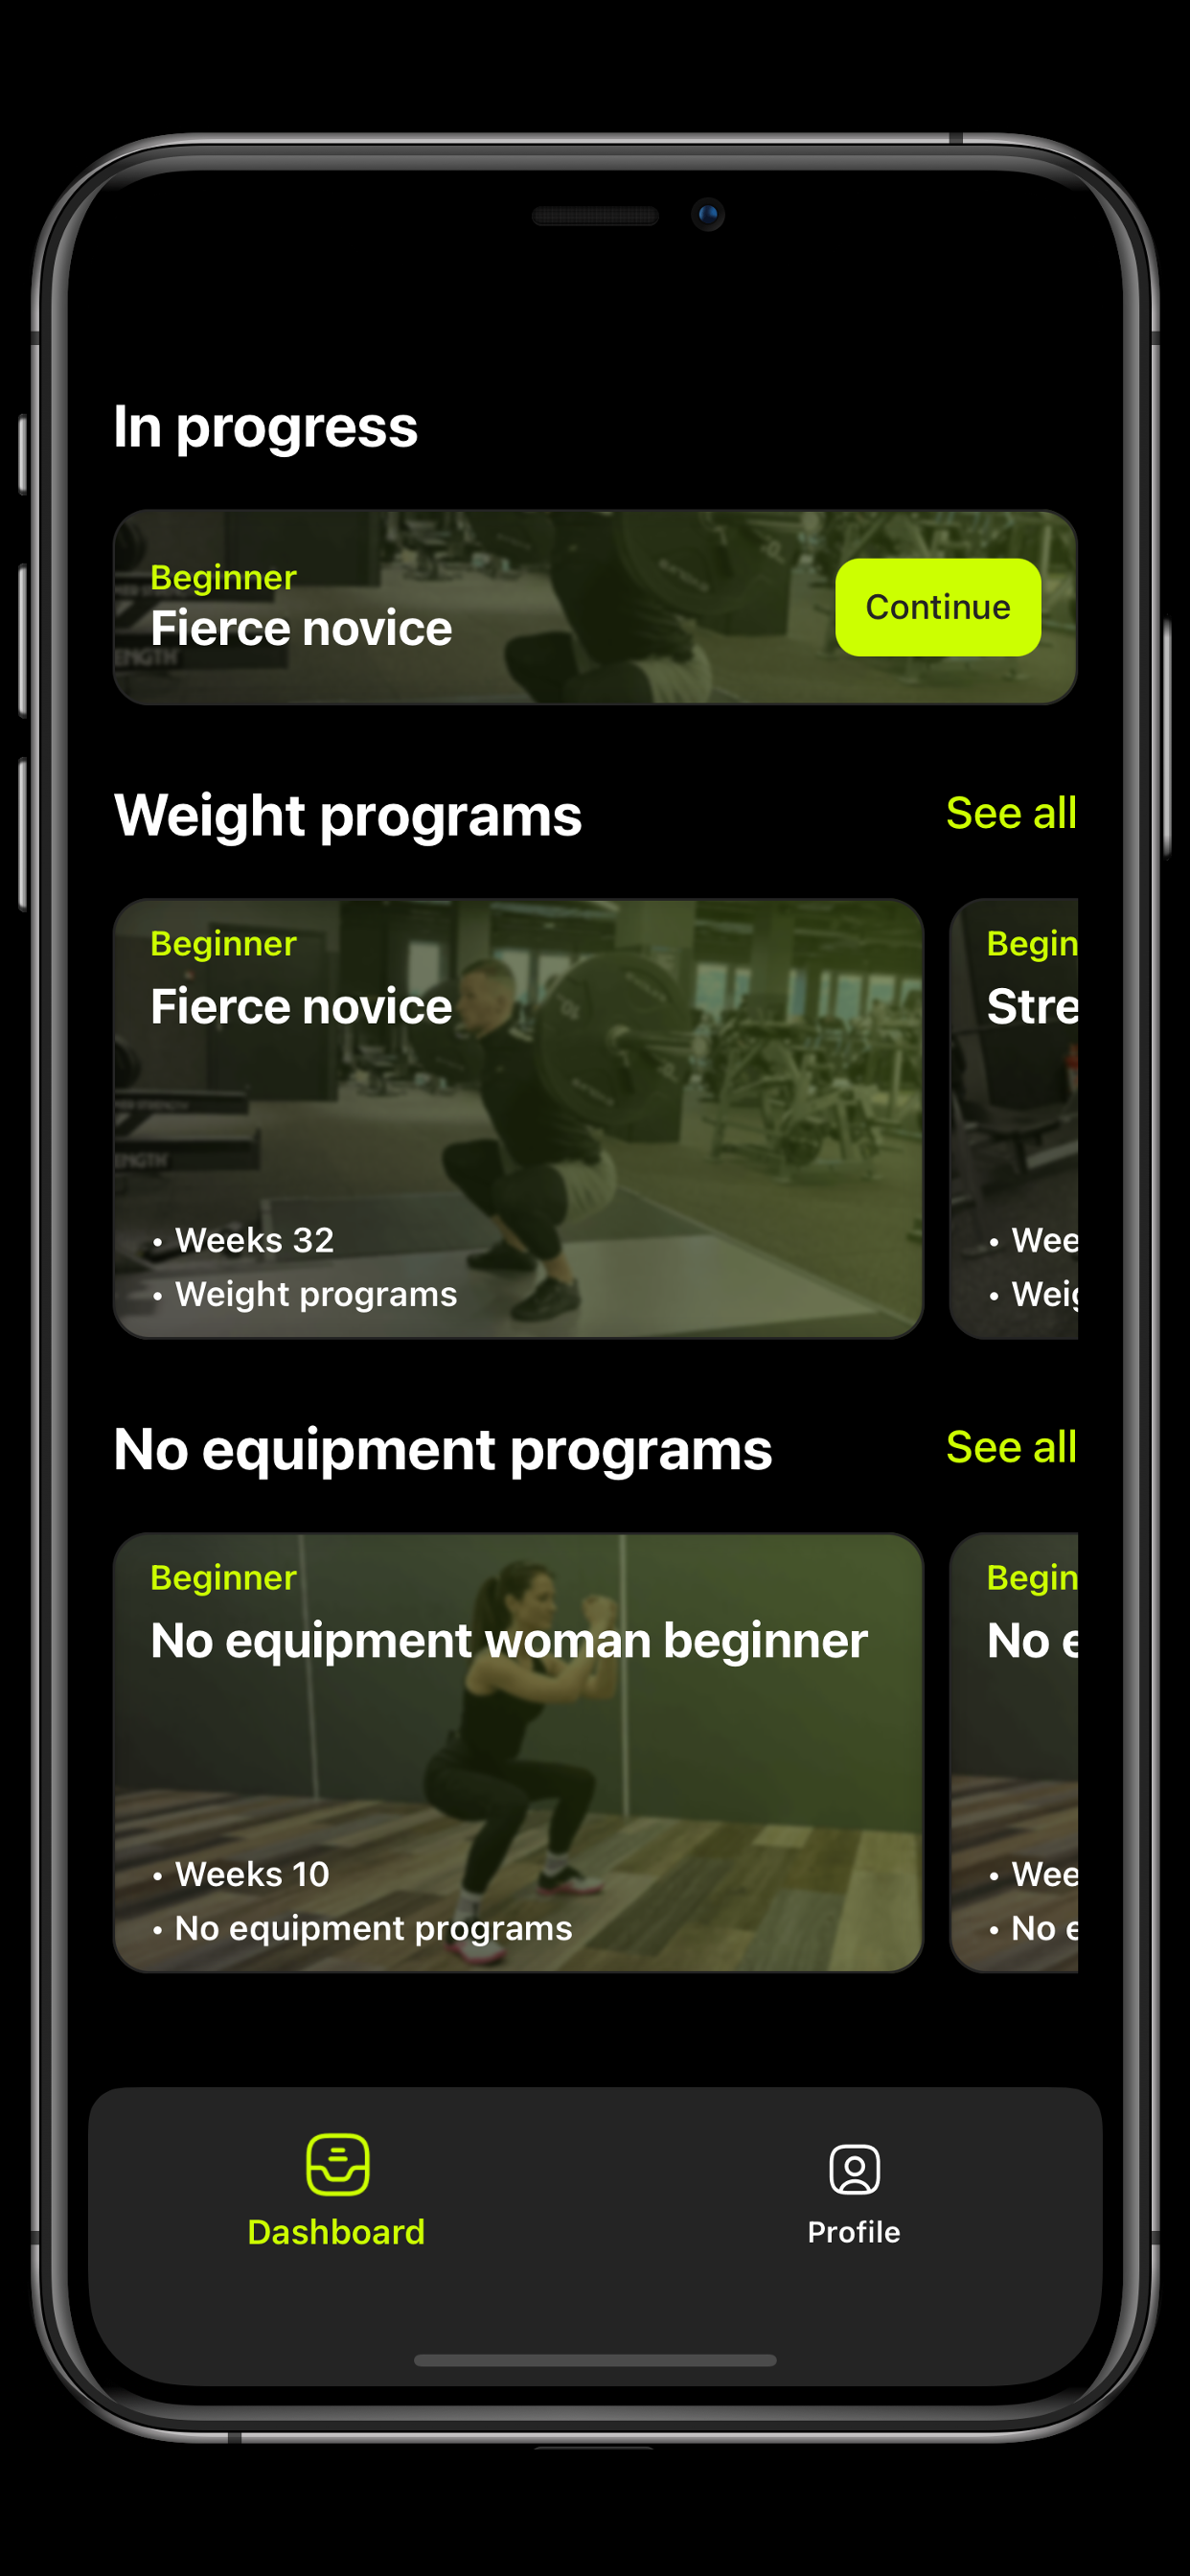 In progress
Beginner
Fierce novice
Continue
Weight programs
See all
Beginner
Fierce novice
• Weeks 32
• Weight programs
Begin
Stre
• Wee
• Weig
No equipment programs
See all
Beginner
No equipment woman beginner
• Weeks 10
• No equipment programs
Begin
No e
• Wee
• No e
Dashboard
Profile